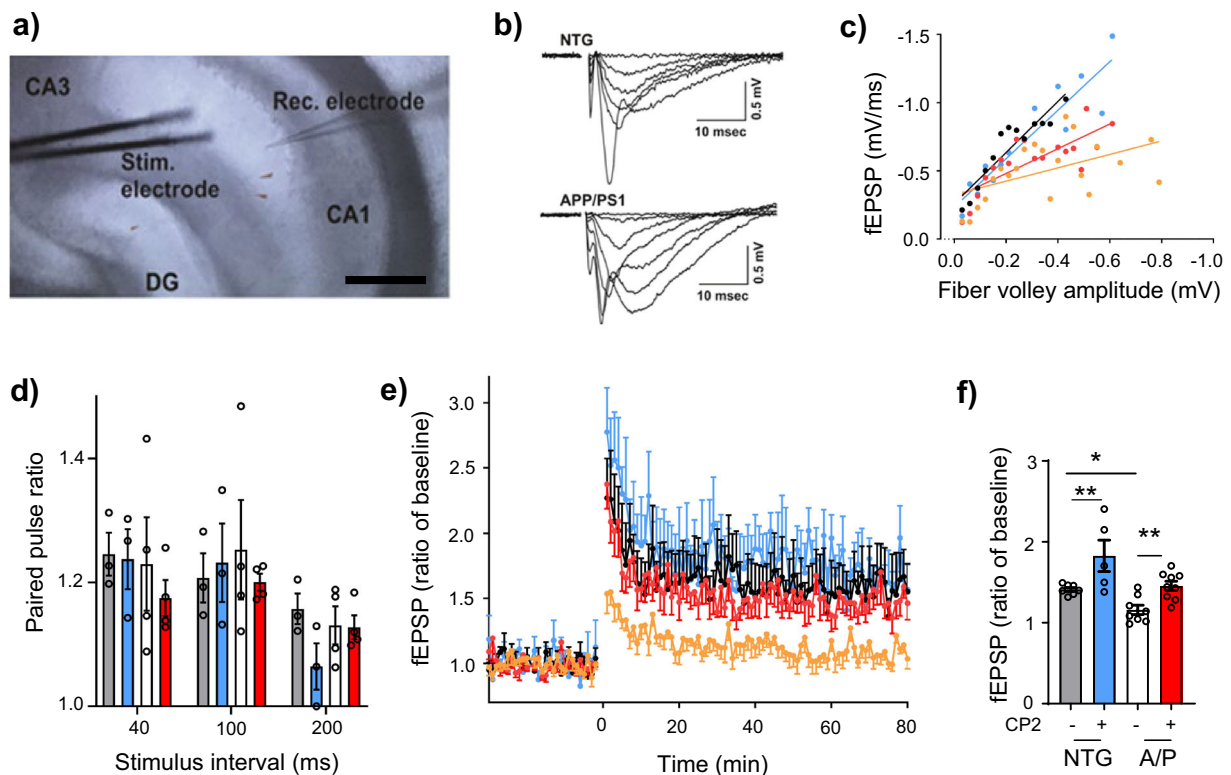 a)
CA3
Rec. electrode
Stim.
electrode
CA1
DG
b)
NTG
0.5 mV
10 msec
APP/PS1
0.5 mV
10 msec
c)
fEPSP (mV/ms)
-1.5
-1.0
-0.5
0.0
0.0 -0.2 -0.4 -0.6 -0.8 -1.0
Fiber volley amplitude (mV)
d)
Paired pulse ratio
1.4
1.2
1.0
40 100 200
Stimulus interval (ms)
e)
fEPSP (ratio of baseline)
3.0
2.5
2.0
1.5
1.0
0 20 40 60 80
Time (min)
f)
fEPSP (ratio of baseline)
3
2
1
0
*
**
**
CP2 - + - +
NTG A/P